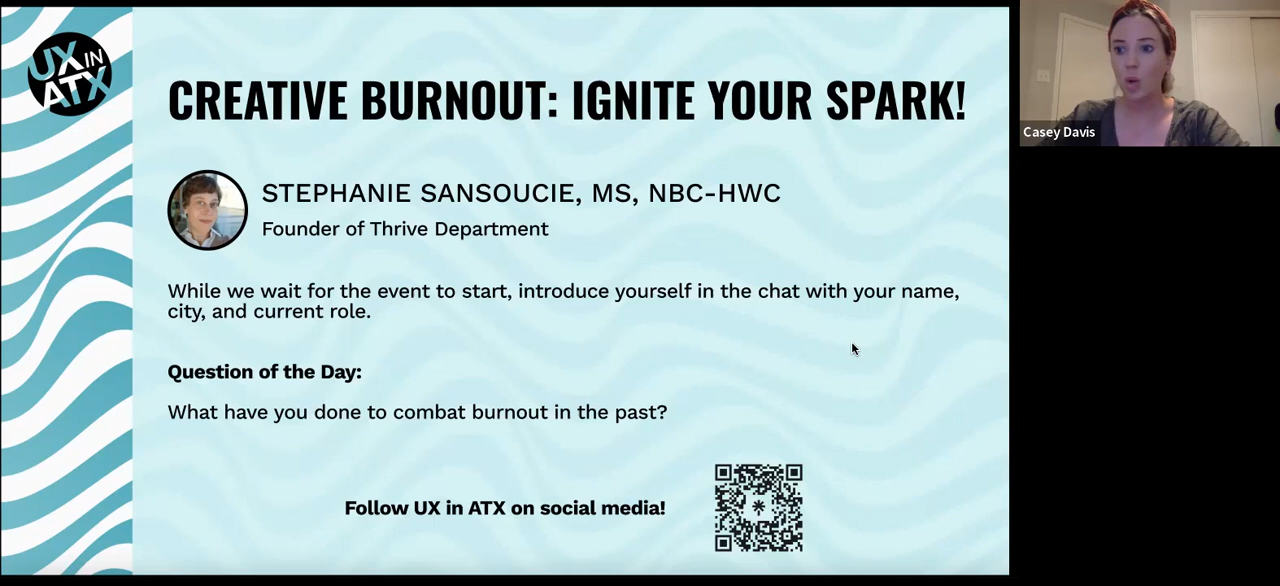 UX IN
ATX
CREATIVE BURNOUT: IGNITE YOUR SPARK!
STEPHANIE SANSOUCIE, MS, NBC-HWC
Founder of Thrive Department
While we wait for the event to start, introduce yourself in the chat with your name,
city, and current role.
Question of the Day:
What have you done to combat burnout in the past?
Follow UX in ATX on social media!
Casey Davis